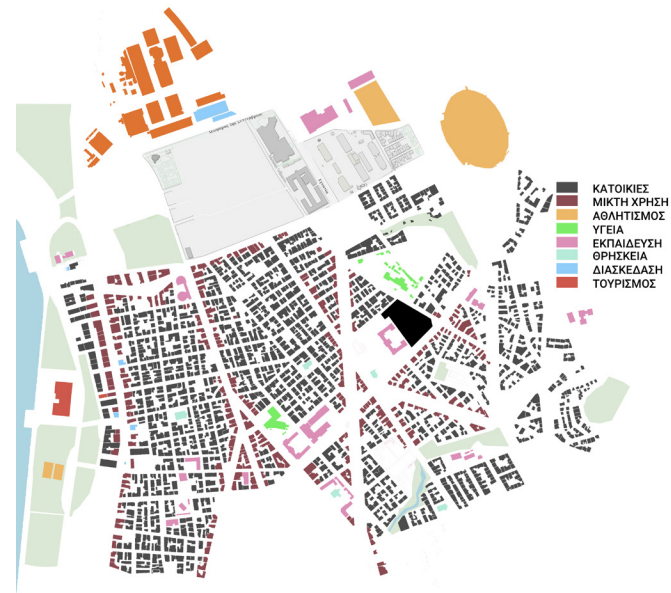 ΚΑΤΟΙΚΙΕΣ
ΜΙΚΤΗ ΧΡΗΣΗ
ΑΘΛΗΤΙΣΜΟΣ
ΥΓΕΙΑ
ΕΚΠΑΙΔΕΥΣΗ
ΘΡΗΣΚΕΙΑ
ΔΙΑΣΚΕΔΑΣΗ
ΤΟΥΡΙΣΜΟΣ